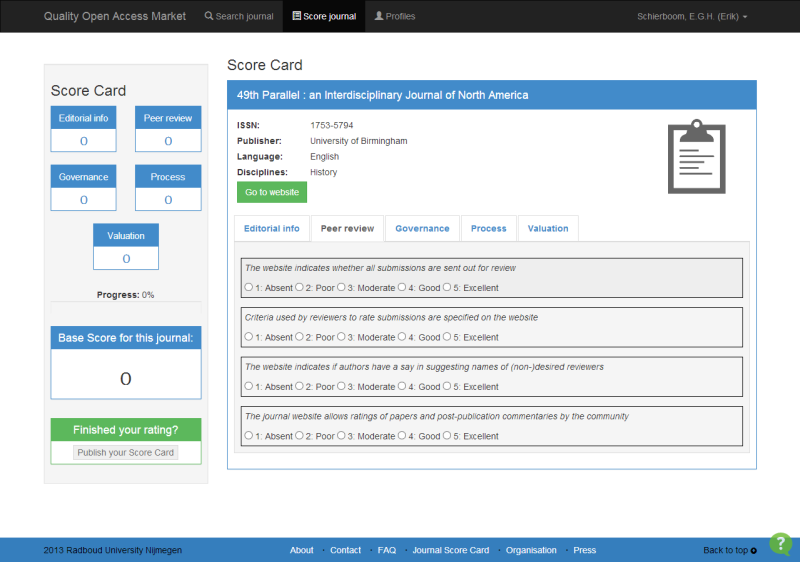 Quality Open Access Market Search journal Score journal Profiles Schierboom, E.G.H. (Erik)
Score Card
Editorial info Peer review
0 0
Governance Process
0 0
Valuation
0
Progress: 0%
Base Score for this journal:
0
Finished your rating?
Publish your Score Card
Score Card
49th Parallel : an Interdisciplinary Journal of North America
ISSN: 1753-5794
Publisher: University of Birmingham
Language: English
Disciplines: History
Go to website
Editorial info Peer review Governance Process Valuation
The website indicates whether all submissions are sent out for review
1: Absent 2: Poor 3: Moderate 4: Good 5: Excellent
Criteria used by reviewers to rate submissions are specified on the website
1: Absent 2: Poor 3: Moderate 4: Good 5: Excellent
The website indicates if authors have a say in suggesting names of (non-)desired reviewers
1: Absent 2: Poor 3: Moderate 4: Good 5: Excellent
The journal website allows ratings of papers and post-publication commentaries by the community
1: Absent 2: Poor 3: Moderate 4: Good 5: Excellent
2013 Radboud University Nijmegen About · Contact · FAQ · Journal Score Card · Organisation · Press Back to top ?